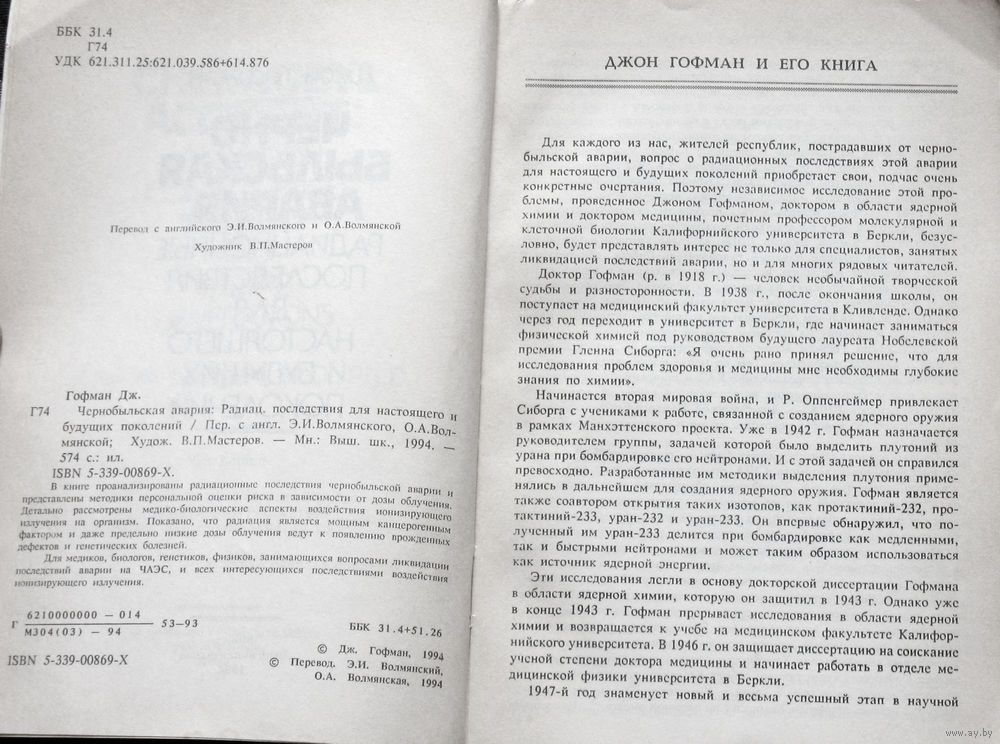 ББК 31.4
Г74
УДК 621.311.25:621.039.586+614.876
Перевод с английского Э.И.Волмянского и О.А.Волмянской
Художник В.П.Мастеров
Гофман Дж.
Г74 Чернобыльская авария: Радиац. последствия для настоящего и
будущих поколений / Пер. с англ. Э.И.Волмянского, О.А.Вол-
мянской; Худож. В.П.Мастеров. — Мн.: Выш. шк., 1994. —
574 с.: ил.
ISBN 5-339-00869-X.
В книге проанализированы радиационные последствия чернобыльской аварии и
представлены методики персональной оценки риска в зависимости от дозы облучения.
Детально рассмотрены медико-биологические аспекты воздействия ионизирующего
излучения на организм. Показано, что радиация является мощным канцерогенным
фактором и даже предельно низкие дозы облучения ведут к появлению врожденных
дефектов и генетических болезней.
Для медиков, биологов, генетиков, физиков, занимающихся вопросами ликвидации
последствий аварии на ЧАЭС, и всех интересующихся последствиями воздействия
ионизирующего излучения.
Г 6210000000 — 014 53—93
М304(03) — 94
ББК 31.4+51.26
ISBN 5-339-00869-X
© Дж. Гофман, 1994
© Перевод. Э.И. Волмянский,
О.А. Волмянская, 1994
ДЖОН ГОФМАН И ЕГО КНИГА
Для каждого из нас, жителей республик, пострадавших от черно-
быльской аварии, вопрос о радиационных последствиях этой аварии
для настоящего и будущих поколений приобретает свои, подчас очень
конкретные очертания. Поэтому независимое исследование этой про-
блемы, проведенное Джоном Гофманом, доктором в области ядерной
химии и доктором медицины, почетным профессором молекулярной и
клеточной биологии Калифорнийского университета в Беркли, безус-
ловно, будет представлять интерес не только для специалистов, занятых
ликвидацией последствий аварии, но и для многих рядовых читателей.
Доктор Гофман (р. в 1918 г.) — человек необычайной творческой
судьбы и разносторонности. В 1938 г., после окончания школы, он
поступает на медицинский факультет университета в Кливленде. Однако
через год переходит в университет в Беркли, где начинает заниматься
физической химией под руководством будущего лауреата Нобелевской
премии Гленна Сиборга: «Я очень рано принял решение, что для
исследования проблем здоровья и медицины мне необходимы глубокие
знания по химии».
Начинается вторая мировая война, и Р. Оппенгеймер привлекает
Сиборга с учениками к работе, связанной с созданием ядерного оружия
в рамках Манхэттенского проекта. Уже в 1942 г. Гофман назначается
руководителем группы, задачей которой было выделить плутоний из
урана при бомбардировке его нейтронами. И с этой задачей он справился
превосходно. Разработанные им методики выделения плутония приме-
нялись в дальнейшем для создания ядерного оружия. Гофман является
также соавтором открытия таких изотопов, как протактиний-232, про-
тактиний-233, уран-232 и уран-233. Он впервые обнаружил, что по-
лученный им уран-233 делится при бомбардировке как медленными,
так и быстрыми нейтронами и может таким образом использоваться
как источник ядерной энергии.
Эти исследования легли в основу докторской диссертации Гофмана
в области ядерной химии, которую он защитил в 1943 г. Однако уже
в конце 1943 г. Гофман прерывает исследования в области ядерной
химии и возвращается к учебе на медицинском факультете Калифор-
нийского университета. В 1946 г. он защищает диссертацию на соискание
ученой степени доктора медицины и начинает работать в отделе ме-
дицинской физики университета в Беркли.
1947-й год знаменует новый и весьма успешный этап в научной
www.ay.by